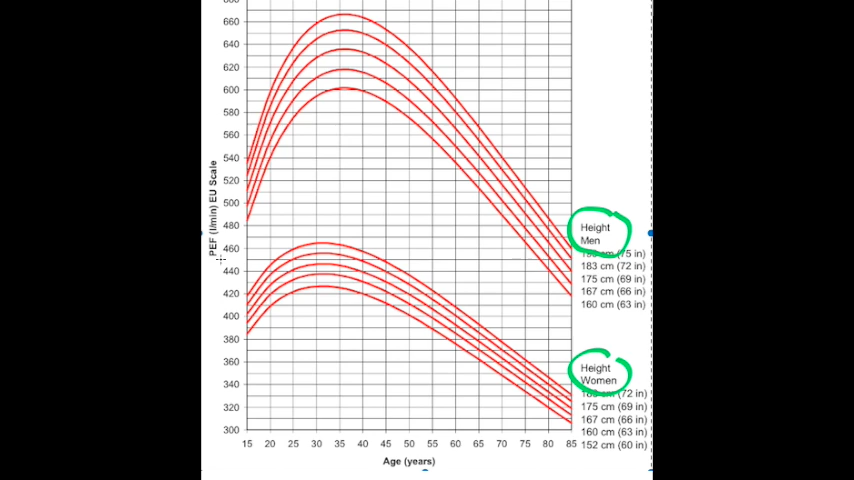 660
640
620
600
580
560
540
520
500
480
460
440
420
400
380
360
340
320
300
PEF (l/min) EU Scale
15 20 25 30 35 40 45 50 55 60 65 70 75 80 85
Age (years)
Height
Men
(75 in)
183 cm (72 in)
175 cm (69 in)
167 cm (66 in)
160 cm (63 in)
Height
Women
cm (72 in)
175 cm (69 in)
167 cm (66 in)
160 cm (63 in)
152 cm (60 in)